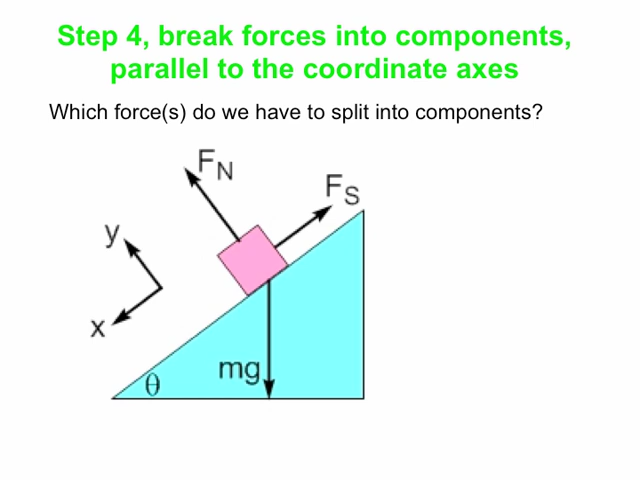 Step 4, break forces into components,
parallel to the coordinate axes
Which force(s) do we have to split into components?
FN
FS
y
x
mg
θ